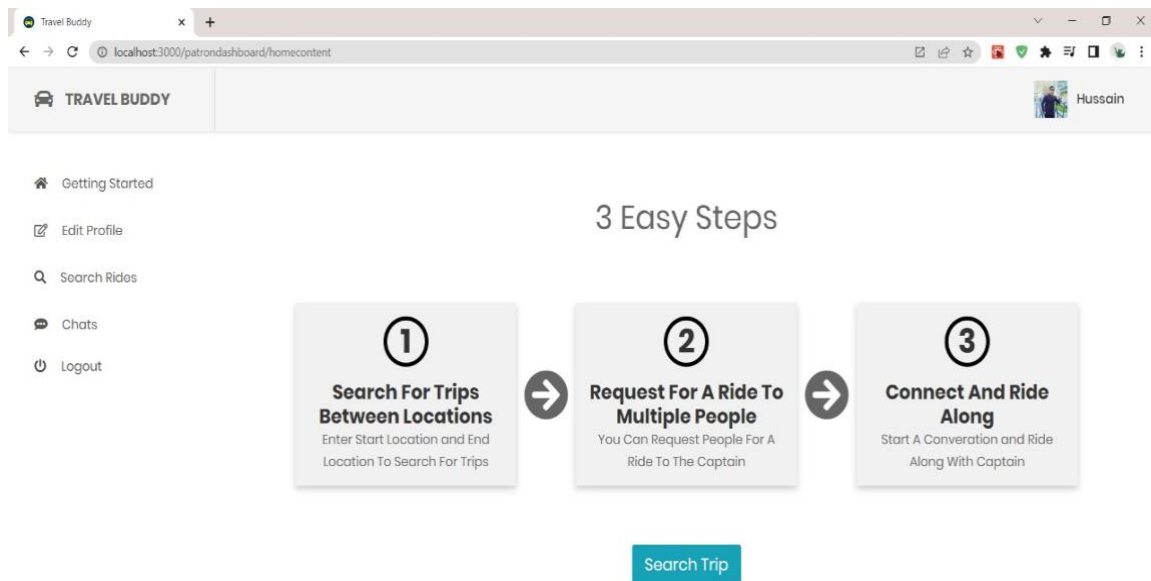 Travel Buddy
localhost:3000/patrondashboard/homecontent
TRAVEL BUDDY
Hussain
Getting Started
Edit Profile
Search Rides
Chats
Logout
3 Easy Steps
1
Search For Trips
Between Locations
Enter Start Location and End
Location To Search For Trips
2
Request For A Ride To
Multiple People
You Can Request People For A
Ride To The Captain
3
Connect And Ride
Along
Start A Converation and Ride
Along With Captain
Search Trip